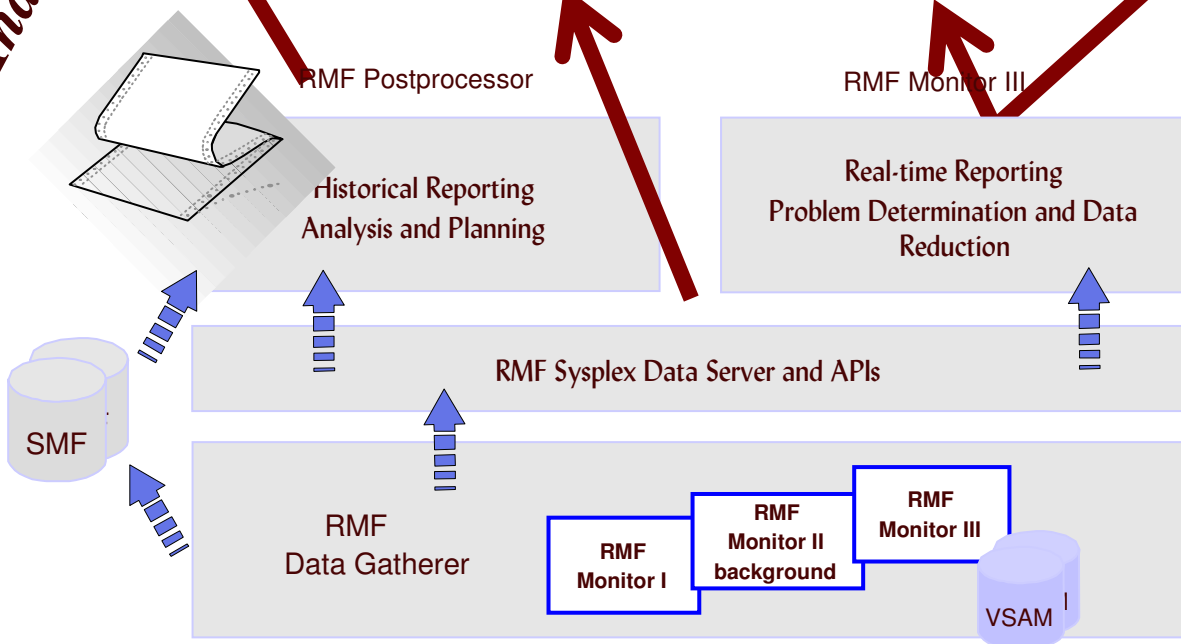 RMF Postprocessor
RMF Monitor III
Historical Reporting
Analysis and Planning
Real-time Reporting
Problem Determination and Data
Reduction
RMF Sysplex Data Server and APIs
SMF
RMF
Data Gatherer
RMF
Monitor I
RMF
Monitor II
background
RMF
Monitor III
VSAM